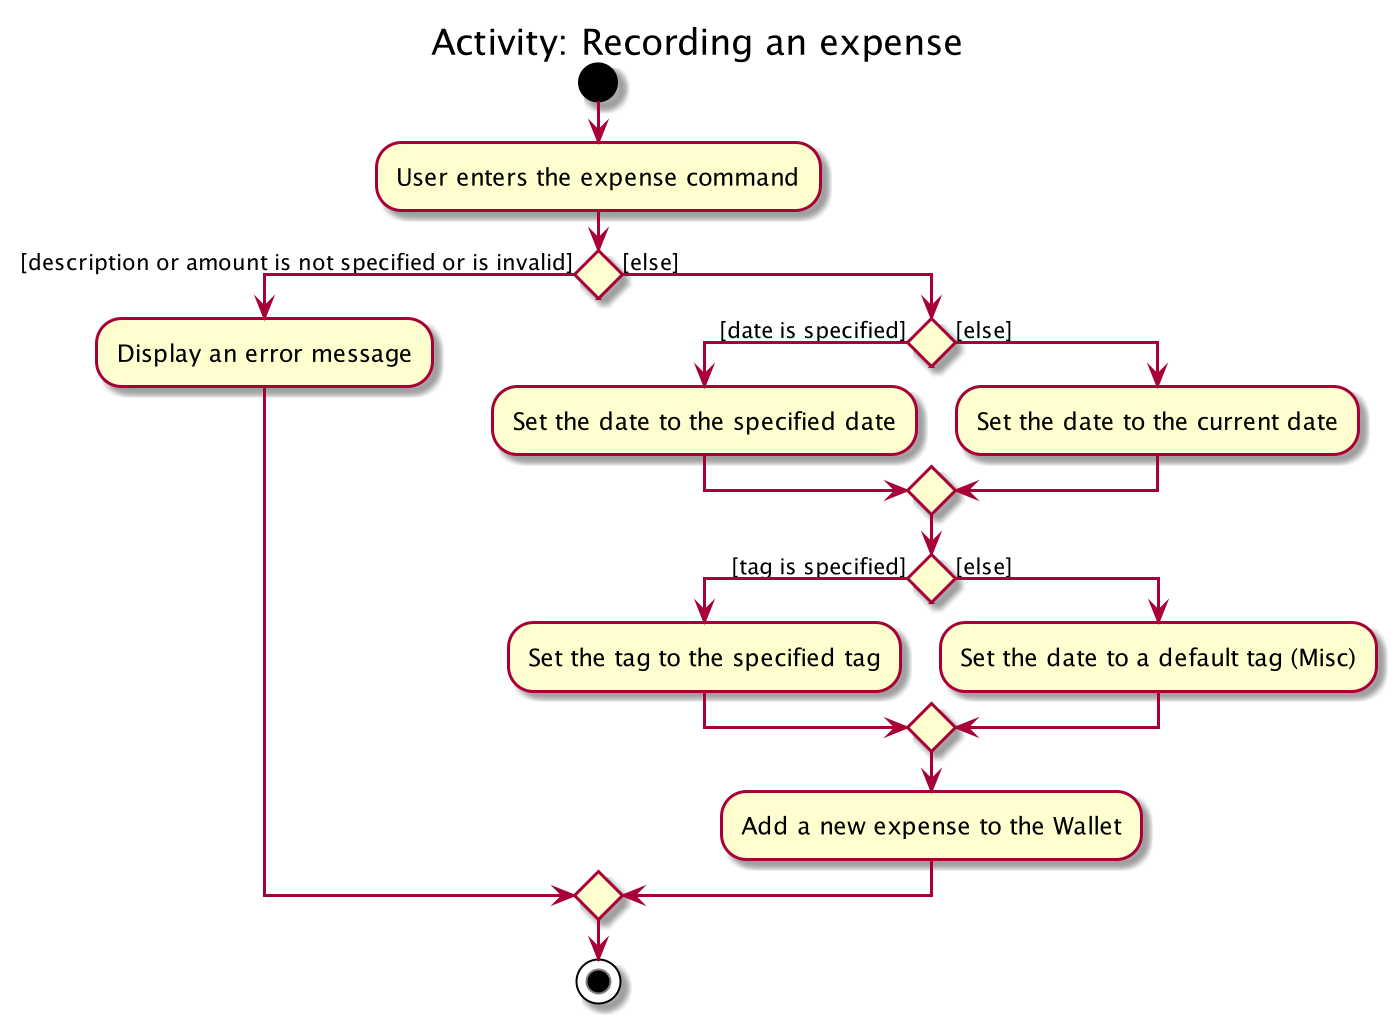 Activity: Recording an expense
User enters the expense command
[description or amount is not specified or is invalid]
[else]
[date is specified]
[else]
Display an error message
Set the date to the specified date
Set the date to the current date
[tag is specified]
[else]
Set the tag to the specified tag
Set the date to a default tag (Misc)
Add a new expense to the Wallet